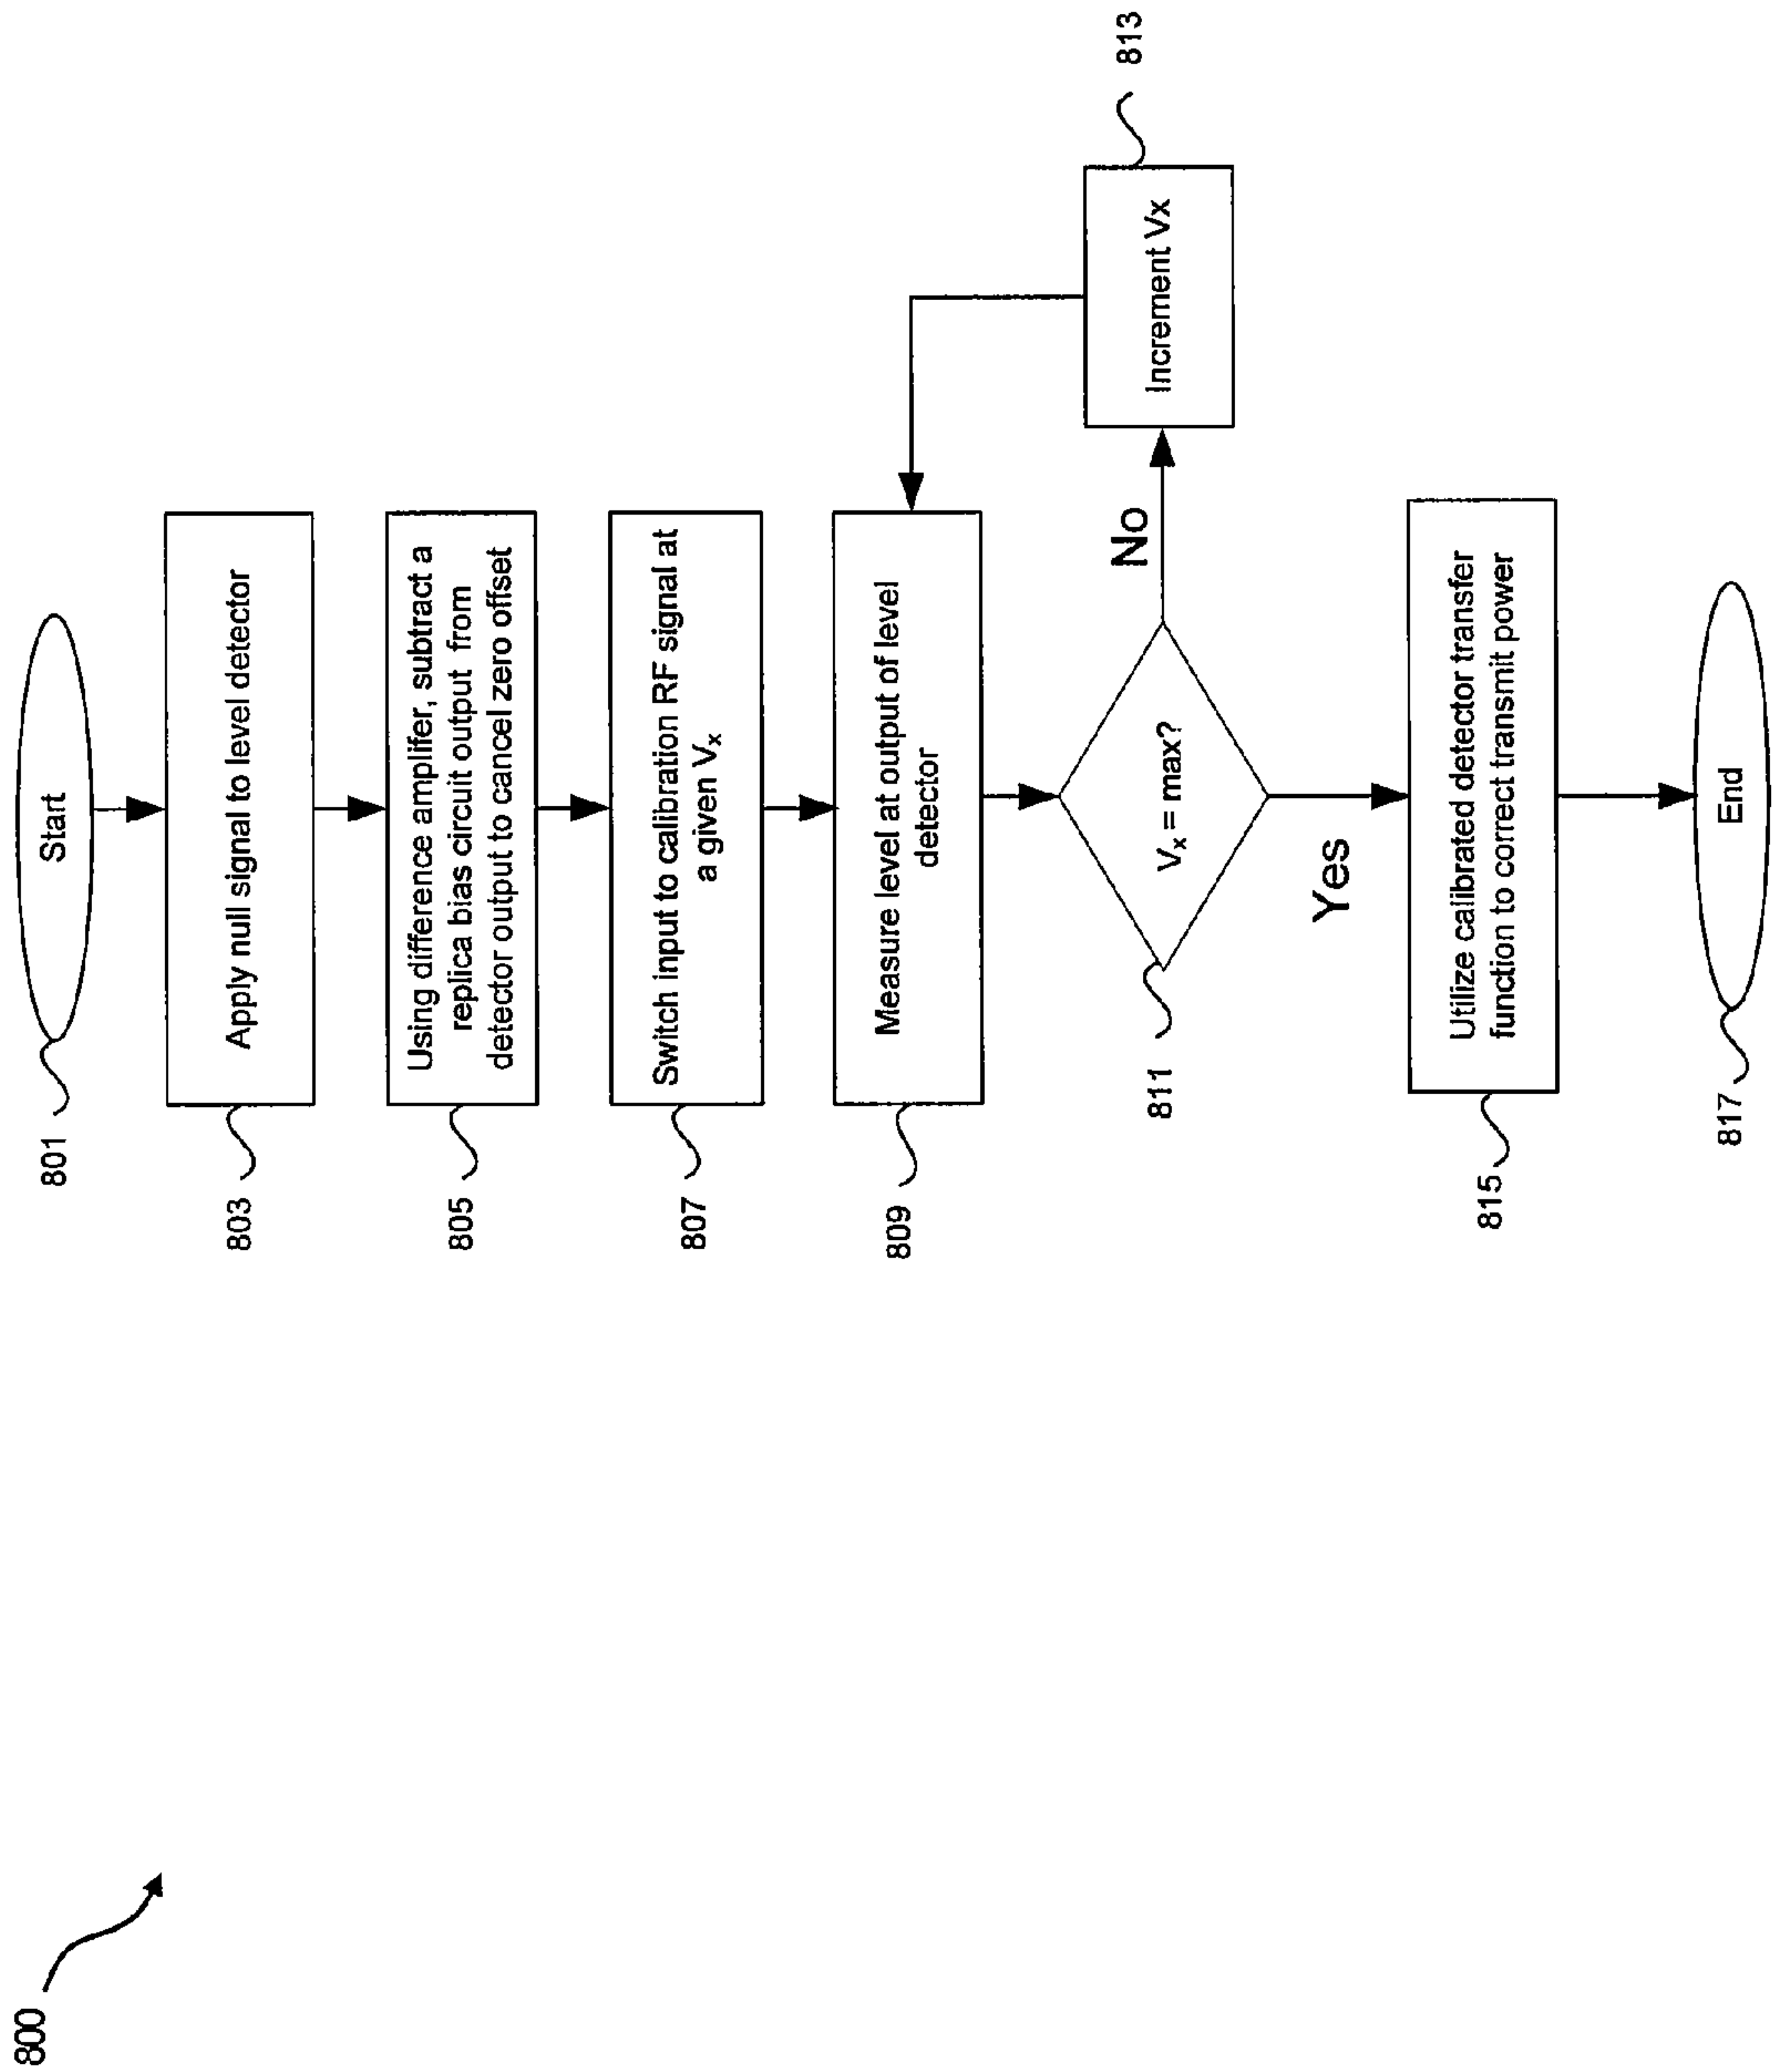 800
801
Start
803
Apply null signal to level detector
805
Using difference amplifer, subtract a
replica bias circuit output from
detector output to cancel zero offset
807
Switch input to calibration RF signal at
a given Vx
809
Measure level at output of level
detector
811
Vx = max?
No
813
Increment Vx
Yes
815
Utilize calibrated detector transfer
function to correct transmit power
817
End